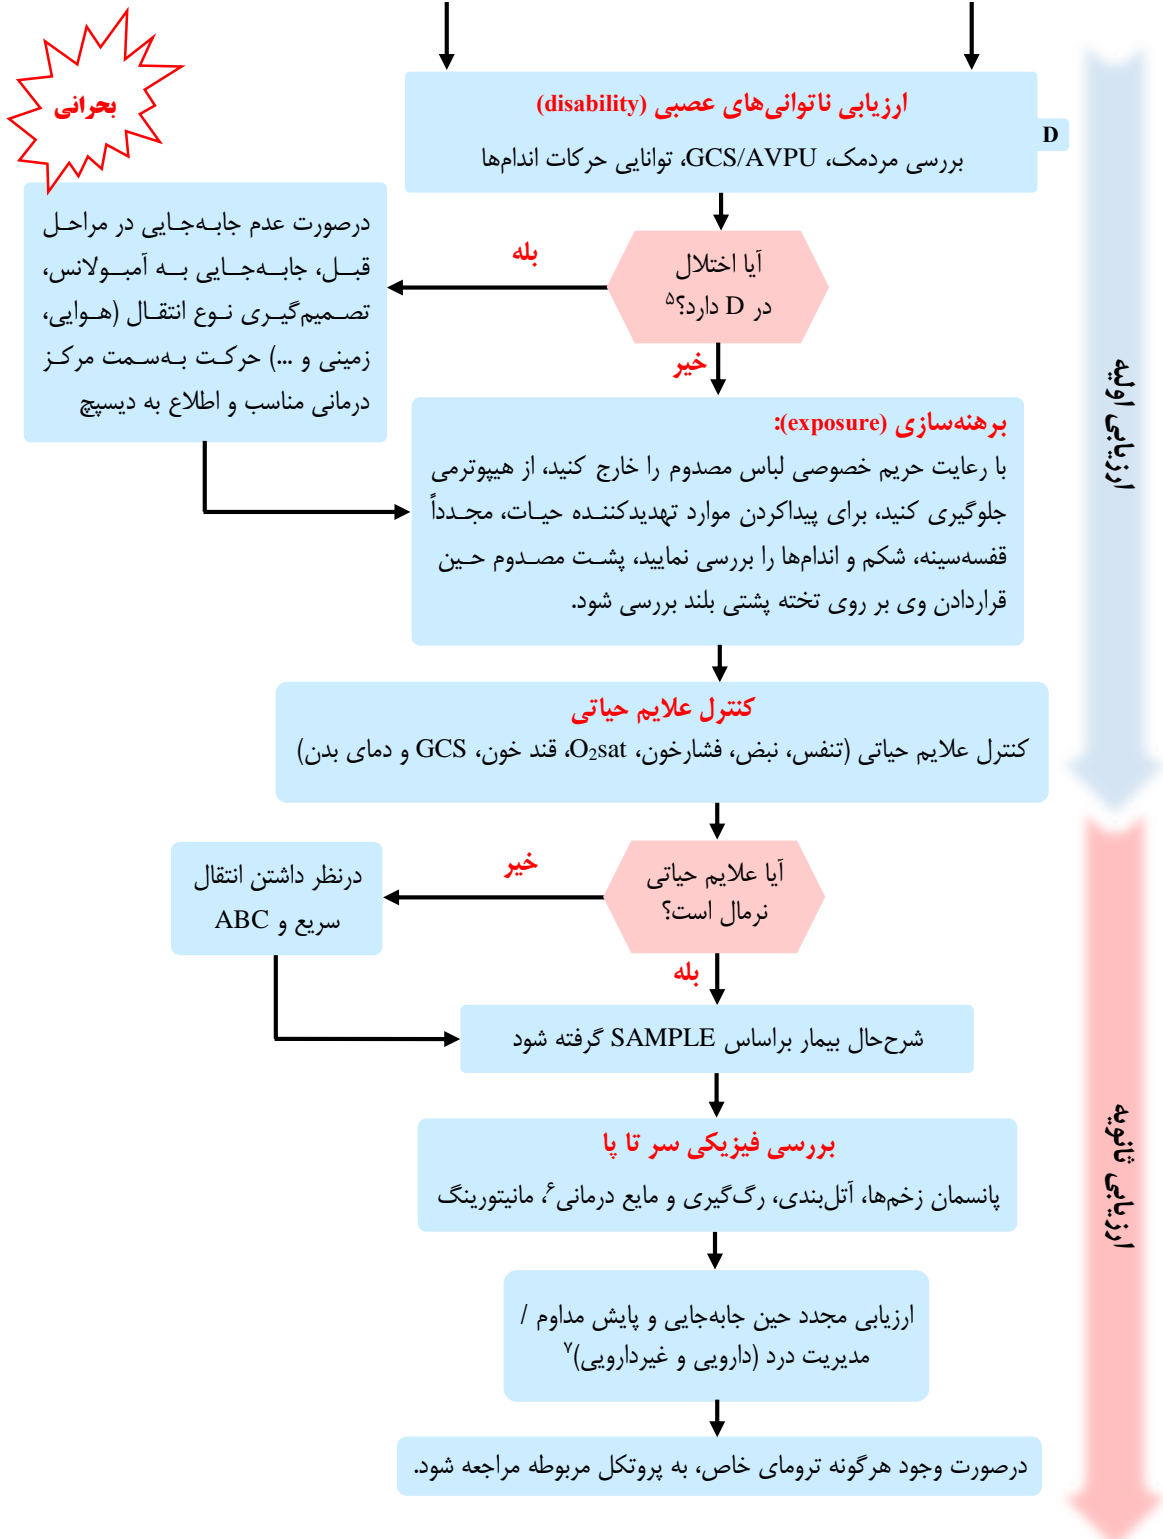 بحرانی
ارزیابی ناتوانی‌های عصبی (disability)
D
بررسی مردمک، GCS/AVPU، توانایی حرکات اندام‌ها
آیا اختلال
در D دارد؟۵
بله
درصورت عدم جابه‌جایی در مراحل
قبل، جابه‌جایی به آمبولانس،
تصمیم‌گیری نوع انتقال (هوایی،
زمینی و ...) حرکت به‌سمت مرکز
درمانی مناسب و اطلاع به دیسپچ
خیر
برهنه‌سازی (exposure):
با رعایت حریم خصوصی لباس مصدوم را خارج کنید، از هیپوترمی
جلوگیری کنید، برای پیداکردن موارد تهدیدکننده حیات، مجدداً
قفسه‌سینه، شکم و اندام‌ها را بررسی نمایید، پشت مصدوم حین
قراردادن وی بر روی تخته پشتی بلند بررسی شود.
کنترل علایم حیاتی
کنترل علایم حیاتی (تنفس، نبض، فشارخون، O₂sat، قند خون، GCS و دمای بدن)
ارزیابی اولیه
آیا علایم حیاتی
نرمال است؟
خیر
درنظر داشتن انتقال
سریع و ABC
بله
شرح‌حال بیمار براساس SAMPLE گرفته شود
بررسی فیزیکی سر تا پا
پانسمان زخم‌ها، آتل‌بندی، رگ‌گیری و مایع درمانی۶، مانیتورینگ
ارزیابی مجدد حین جابه‌جایی و پایش مداوم /
مدیریت درد (دارویی و غیردارویی)۷
درصورت وجود هرگونه ترومای خاص، به پروتکل مربوطه مراجعه شود.
ارزیابی ثانویه